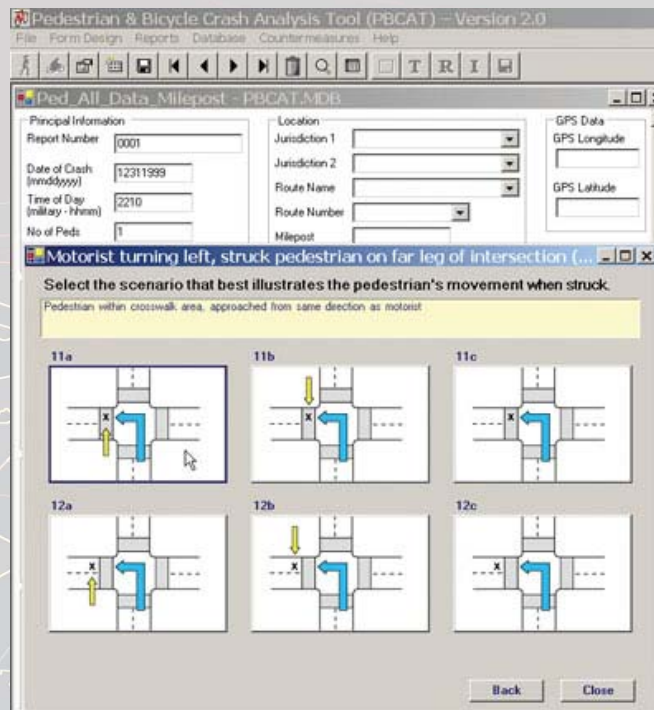 Pedestrian & Bicycle Crash Analysis Tool (PBCAT) - Version 2.0
File Form Design Reports Database Countermeasures Help
T R I
Ped_All_Data_Milepost - PBCAT.MDB
Principal Information
Report Number 0001
Date of Crash
(mmddyyyy) 12311999
Time of Day
(military - hhmm) 2210
No of Peds 1
Location
Jurisdiction 1
Jurisdiction 2
Route Name
Route Number
Milepost
GPS Data
GPS Longitude
GPS Latitude
Motorist turning left, struck pedestrian on far leg of intersection (...
Select the scenario that best illustrates the pedestrian's movement when struck.
Pedestrian within crosswalk area, approached from same direction as motorist
11a 11b 11c
x x x
12a 12b 12c
x x x
Back Close